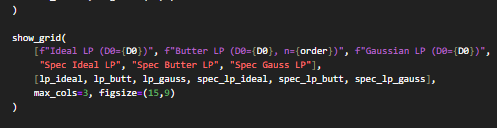 )
show_grid(
[f"Ideal LP (D0={D0})", f"Butter LP (D0={D0}, n={order})", f"Gaussian LP (D0={D0})",
"Spec Ideal LP", "Spec Butter LP", "Spec Gauss LP"],
[lp_ideal, lp_butt, lp_gauss, spec_lp_ideal, spec_lp_butt, spec_lp_gauss],
max_cols=3, figsize=(15,9)
)